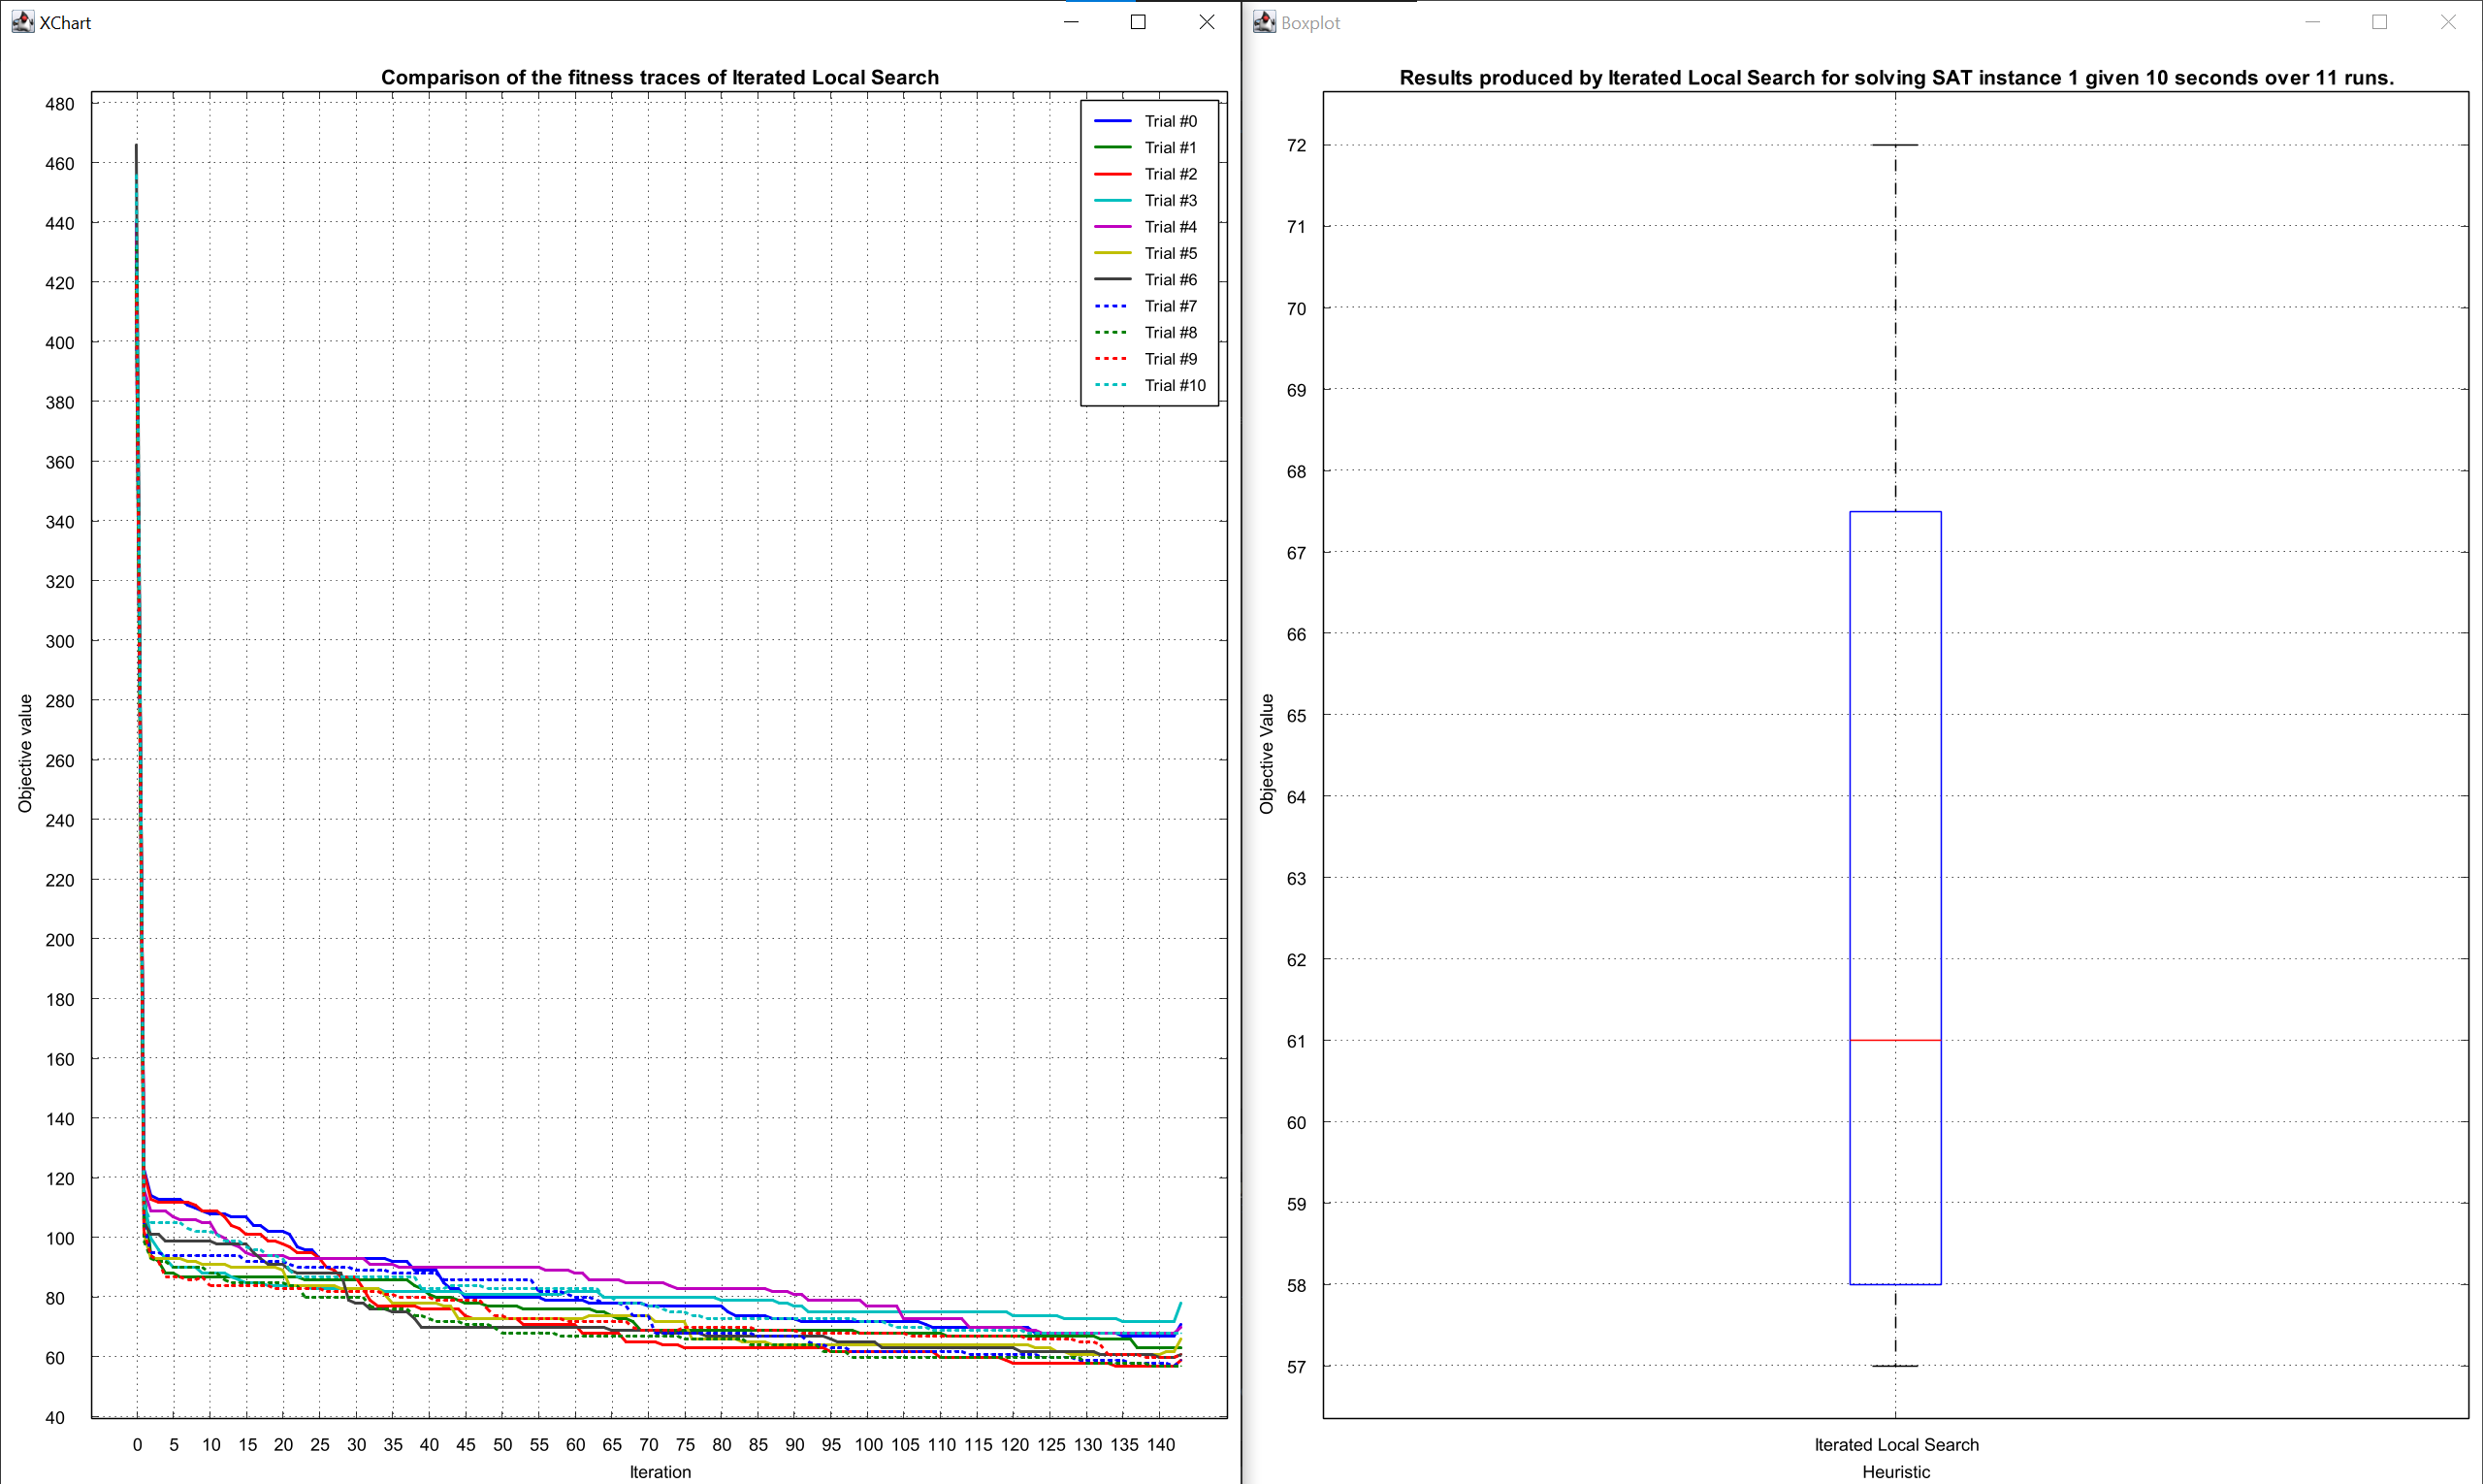 XChart
Comparison of the fitness traces of Iterated Local Search
480
460
440
420
400
380
360
340
320
300
280
260
240
220
200
180
160
140
120
100
80
60
40
Objective value
Trial #0
Trial #1
Trial #2
Trial #3
Trial #4
Trial #5
Trial #6
Trial #7
Trial #8
Trial #9
Trial #10
0 5 10 15 20 25 30 35 40 45 50 55 60 65 70 75 80 85 90 95 100 105 110 115 120 125 130 135 140
Iteration
Boxplot
Results produced by Iterated Local Search for solving SAT instance 1 given 10 seconds over 11 runs.
72
71
70
69
68
67
66
65
64
63
62
61
60
59
58
57
Objective Value
Iterated Local Search
Heuristic